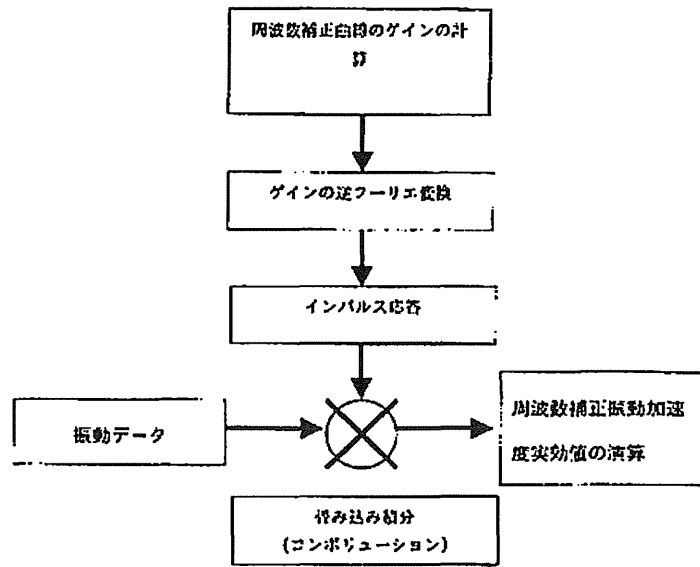 周波数補正曲線のゲインの計
算
ゲインの逆フーリエ変換
インパルス応答
振動データ
周波数補正振動加速
度実効値の演算
畳み込み積分
(コンボリューション)